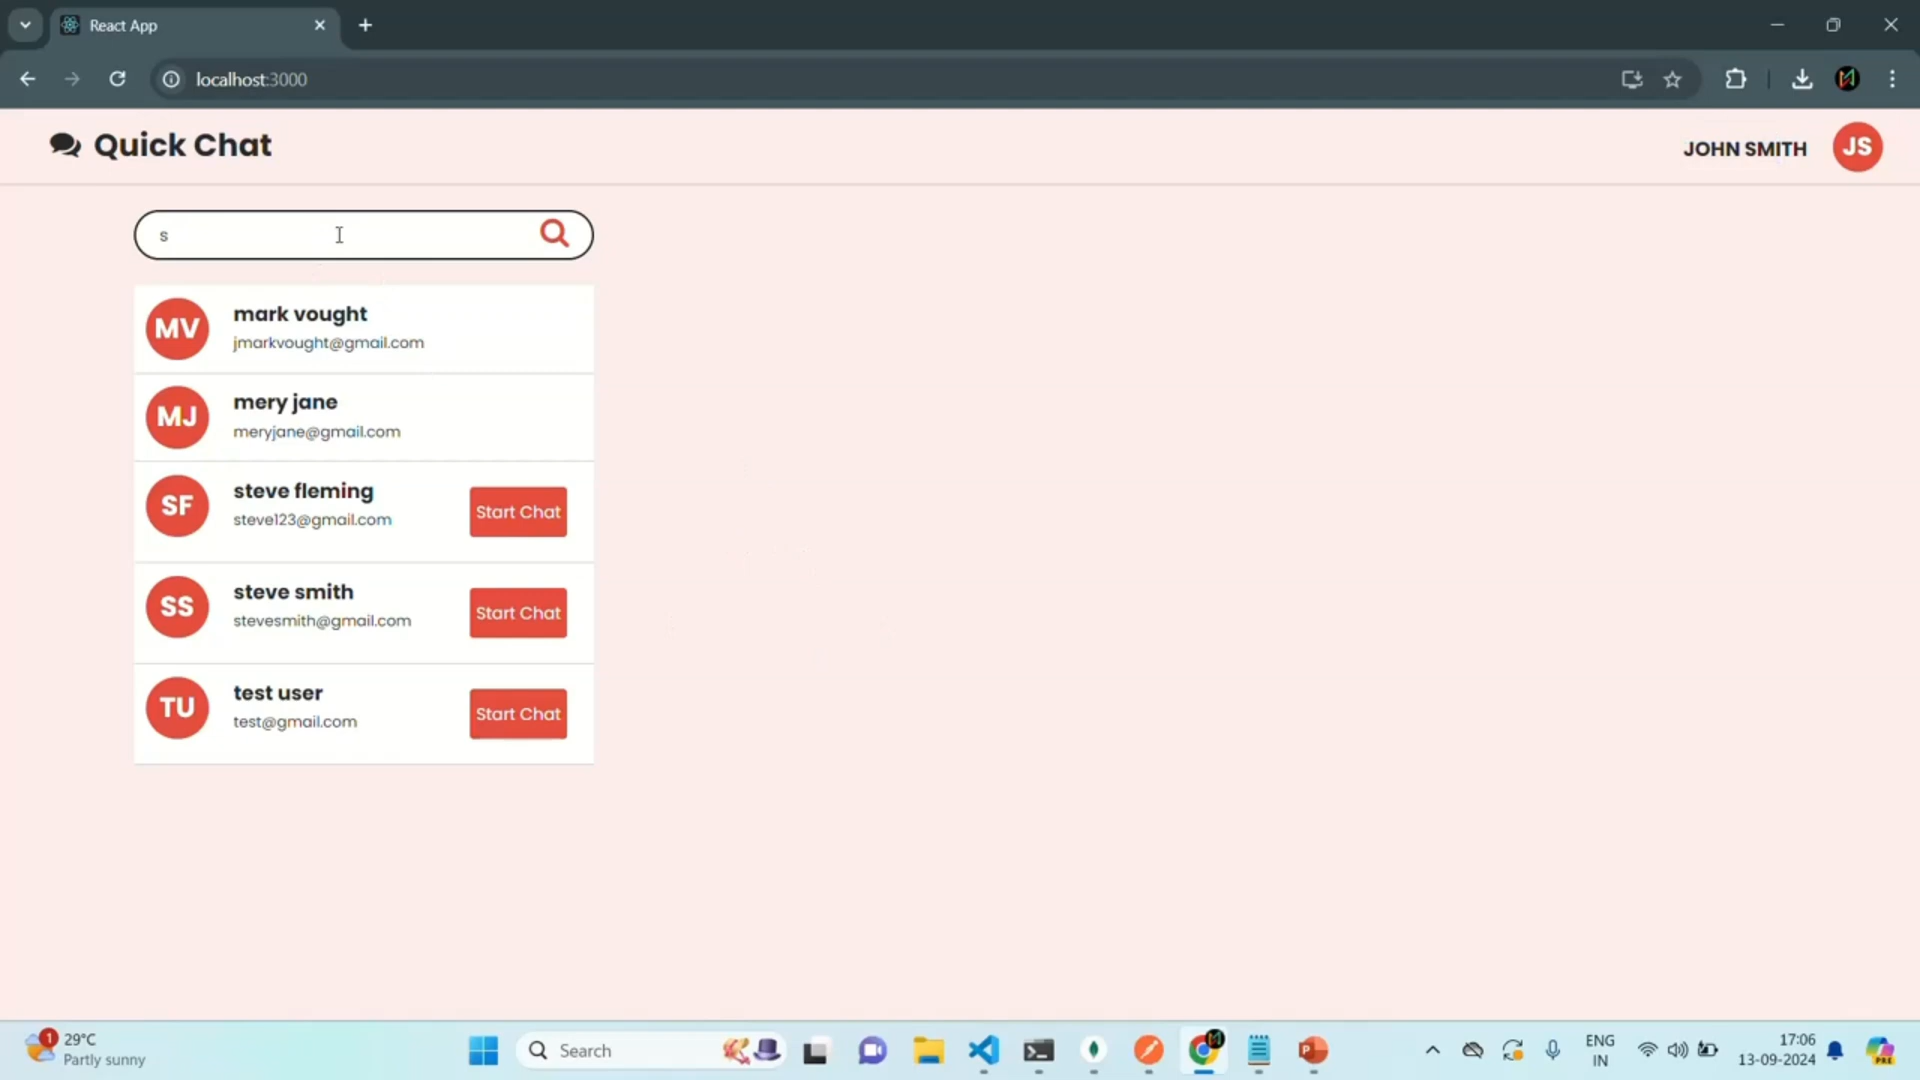 React App
localhost:3000
Quick Chat
JOHN SMITH
JS
s
MV
mark vought
jmarkvought@gmail.com
MJ
mery jane
meryjane@gmail.com
SF
steve fleming
steve123@gmail.com
Start Chat
SS
steve smith
stevesmith@gmail.com
Start Chat
TU
test user
test@gmail.com
Start Chat
1
29°C
Partly sunny
Search
P
ENG
IN
17:06
13-09-2024
PRE